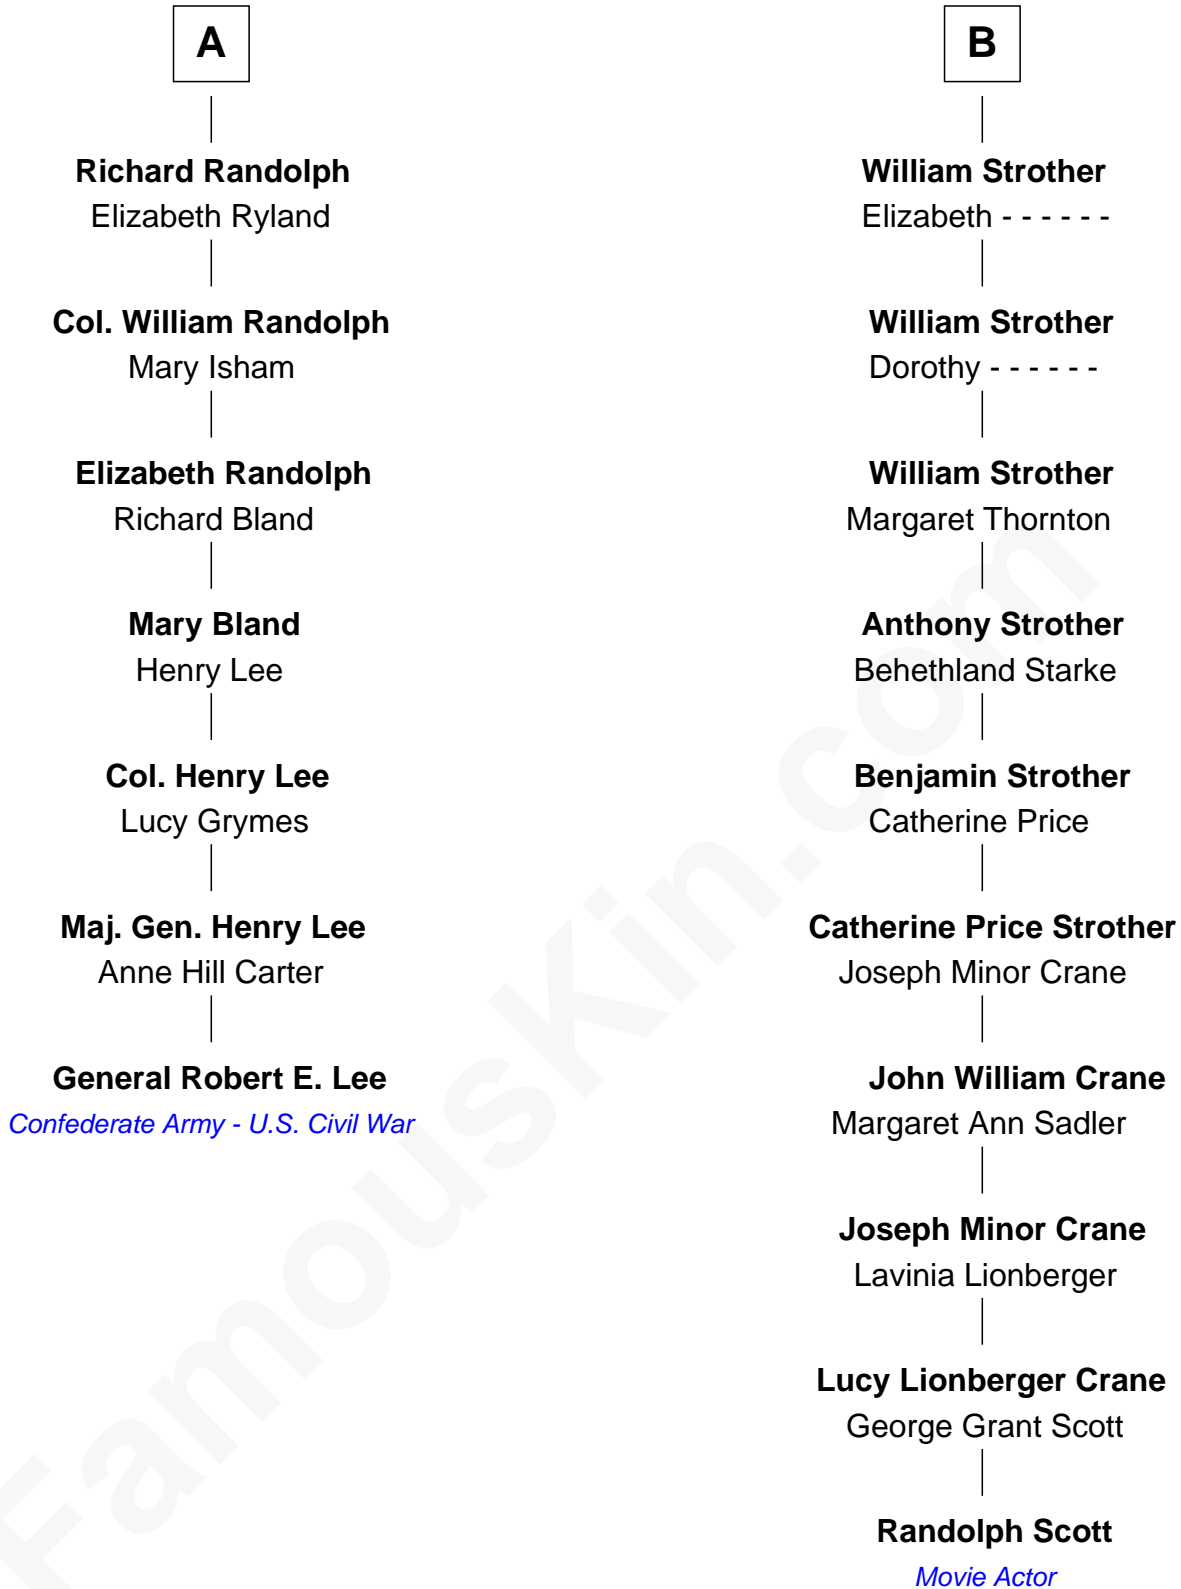 A
Richard Randolph
Elizabeth Ryland
Col. William Randolph
Mary Isham
Elizabeth Randolph
Richard Bland
Mary Bland
Henry Lee
Col. Henry Lee
Lucy Grymes
Maj. Gen. Henry Lee
Anne Hill Carter
General Robert E. Lee
Confederate Army - U.S. Civil War
B
William Strother
Elizabeth - - - - - -
William Strother
Dorothy - - - - - -
William Strother
Margaret Thornton
Anthony Strother
Behethland Starke
Benjamin Strother
Catherine Price
Catherine Price Strother
Joseph Minor Crane
John William Crane
Margaret Ann Sadler
Joseph Minor Crane
Lavinia Lionberger
Lucy Lionberger Crane
George Grant Scott
Randolph Scott
Movie Actor
FamousKin.com